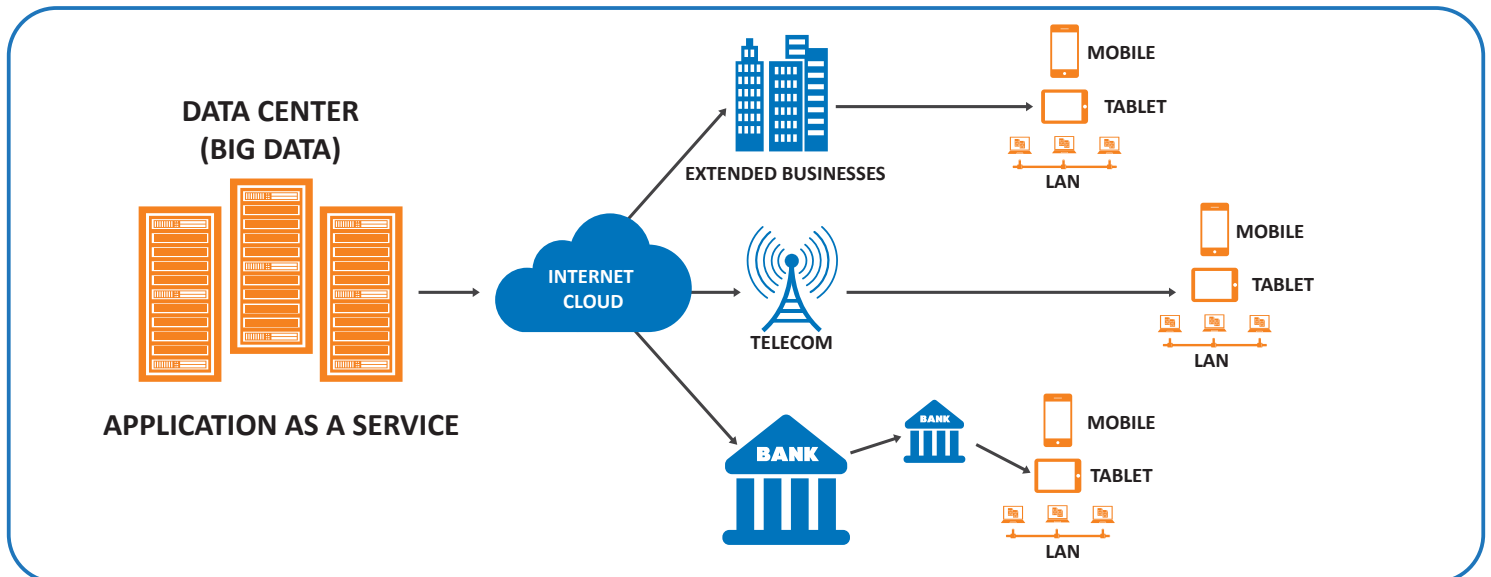 DATA CENTER
(BIG DATA)
APPLICATION AS A SERVICE
INTERNET
CLOUD
EXTENDED BUSINESSES
MOBILE
TABLET
LAN
TELECOM
MOBILE
TABLET
LAN
BANK
BANK
MOBILE
TABLET
LAN